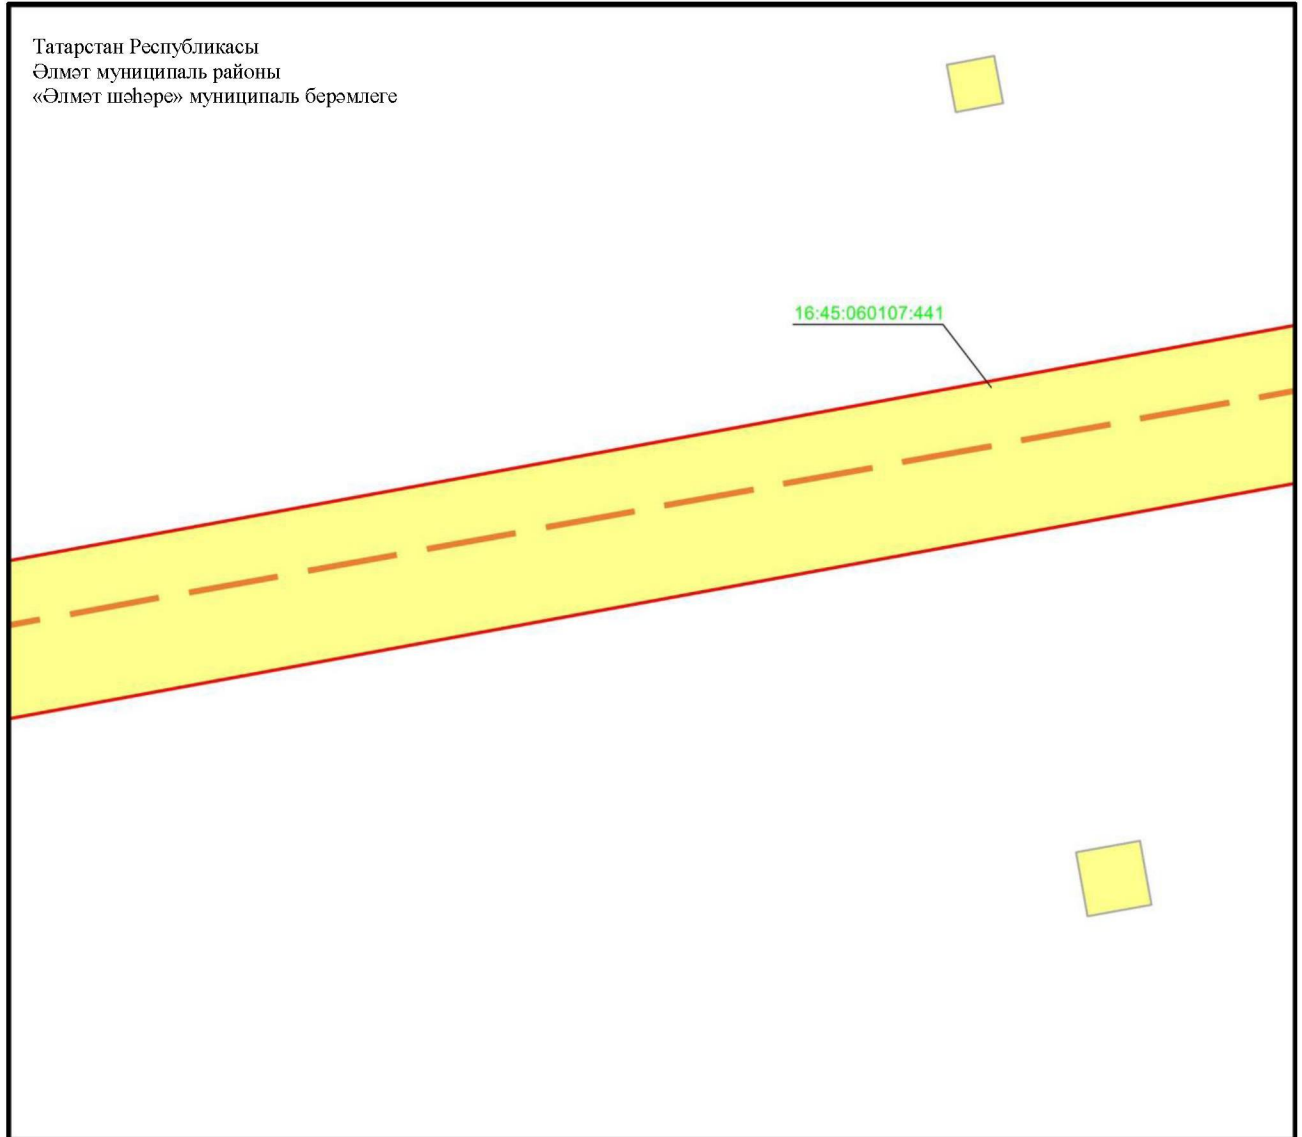 Татарстан Республикасы
Әлмәт муниципаль районы
«Әлмәт шәһәре» муниципаль берәмлеге
16:45:060107:441